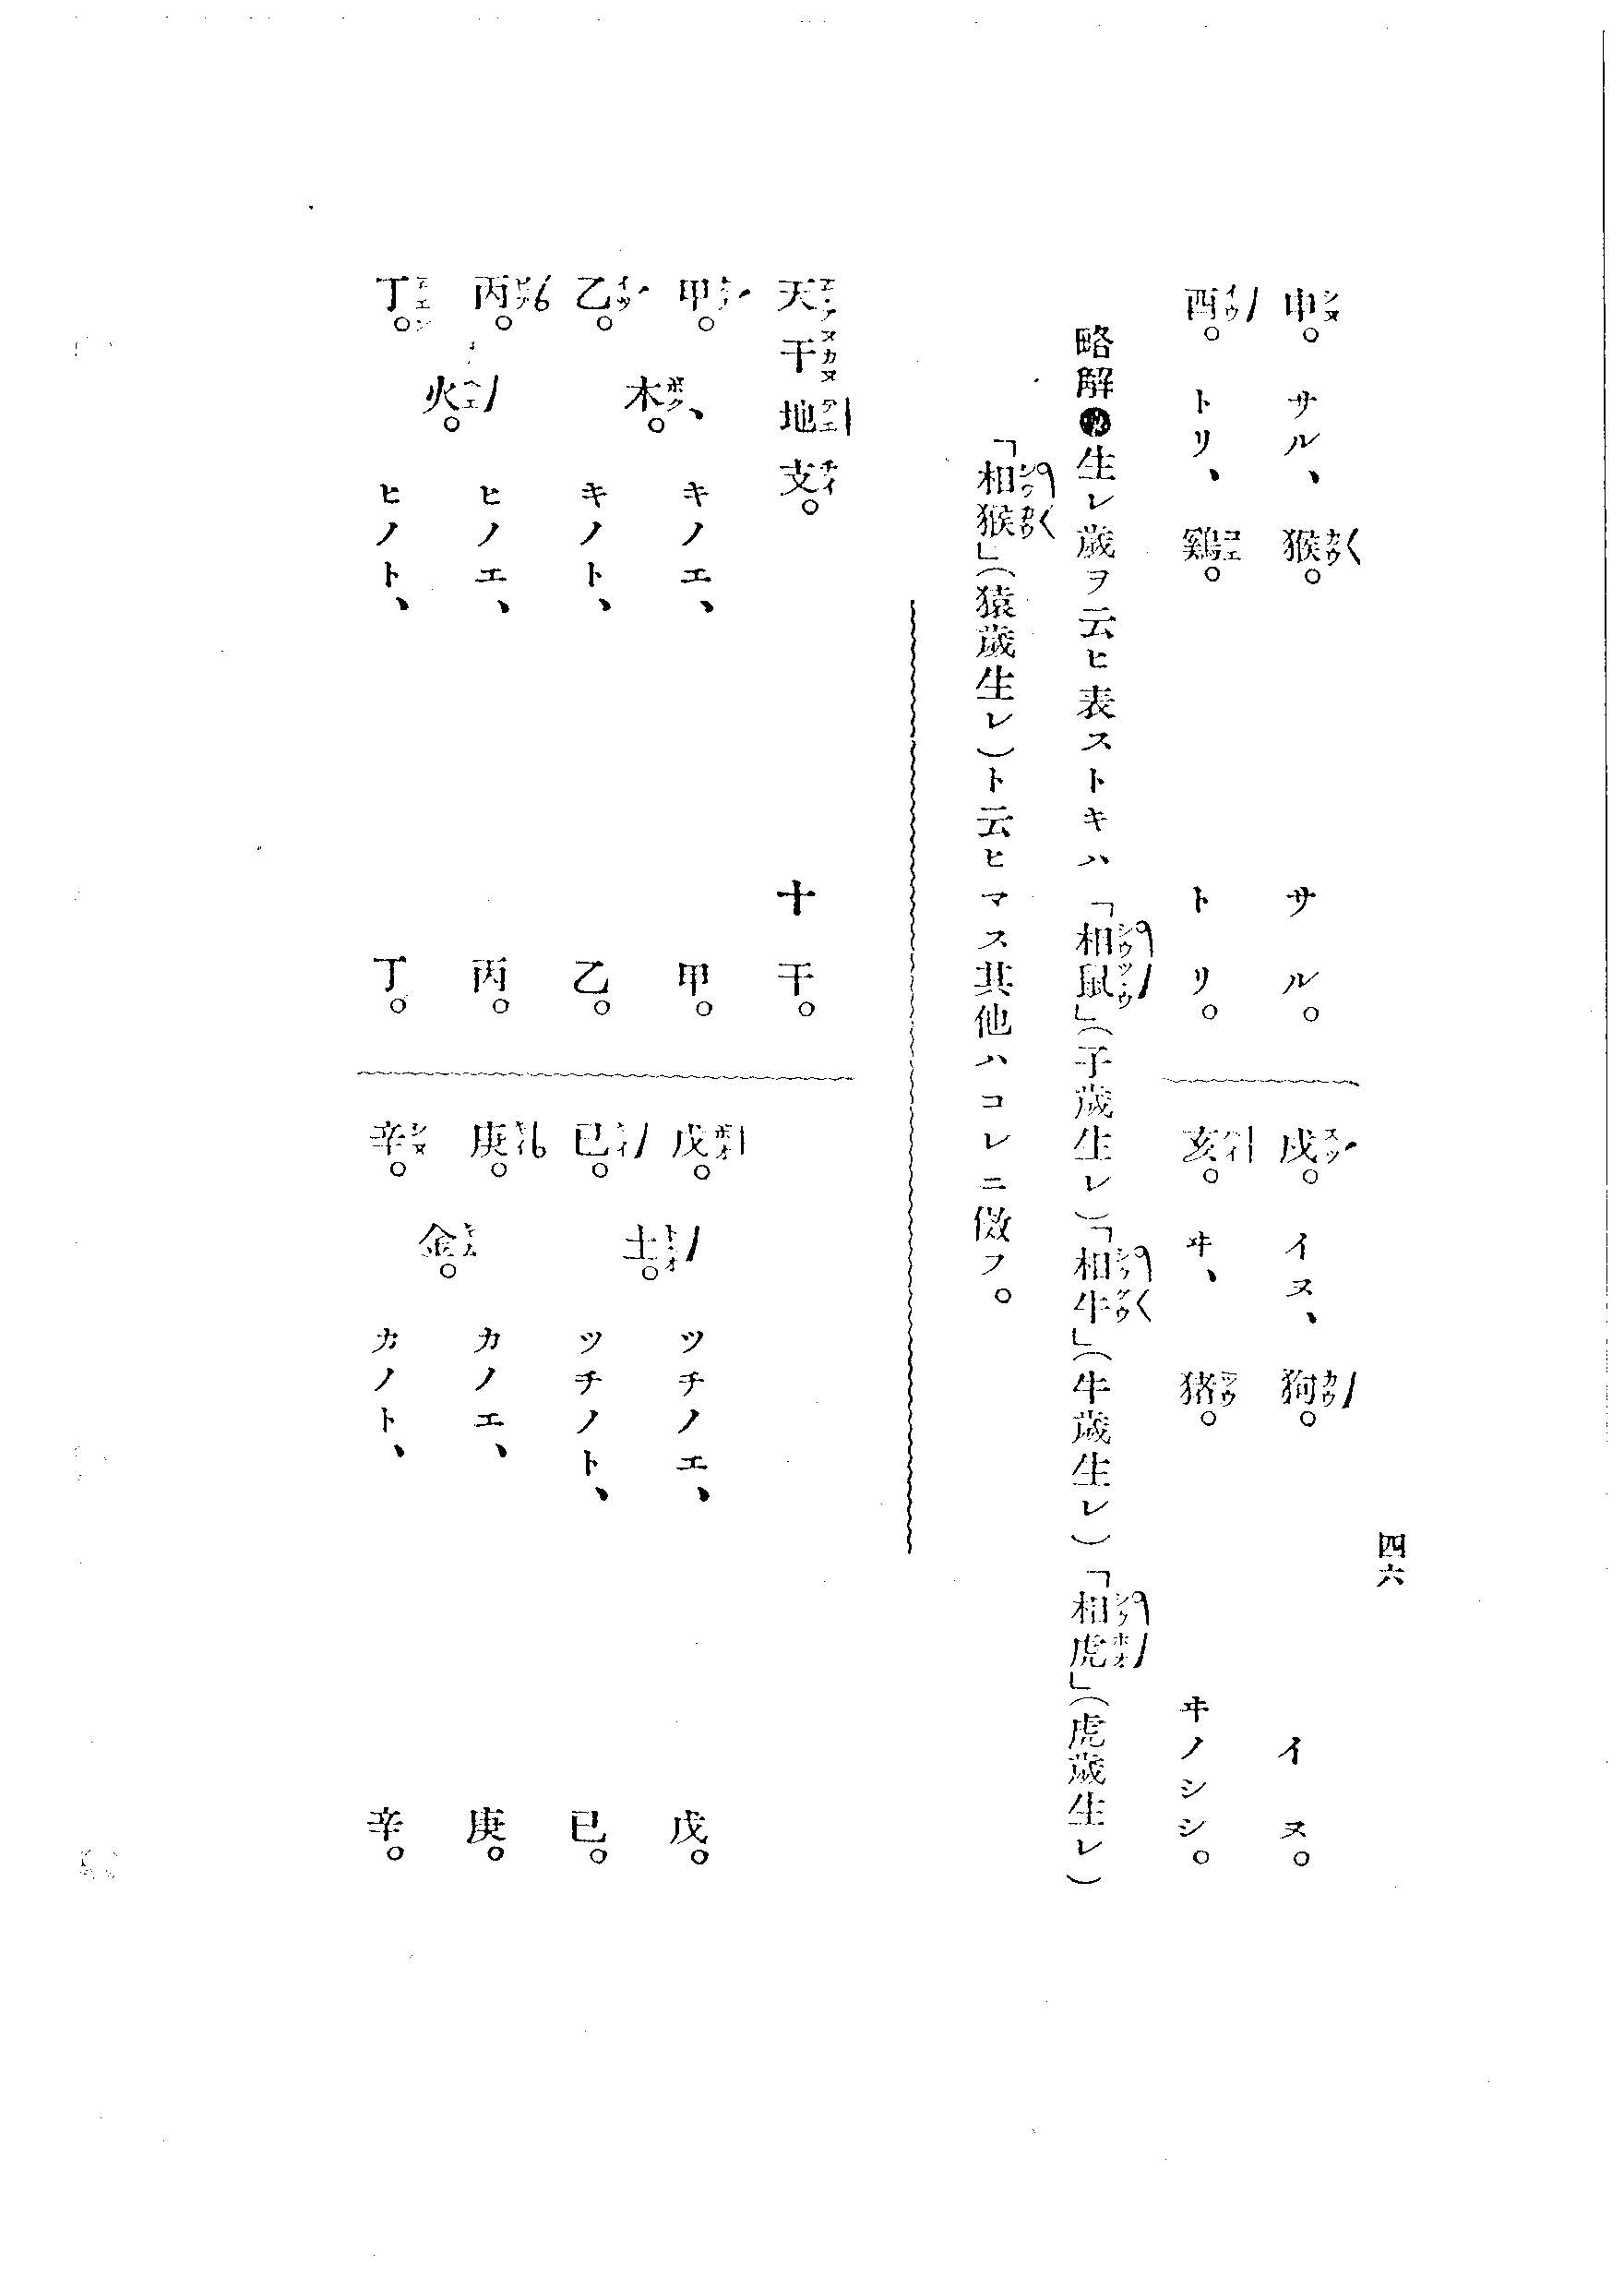 四六
申。 サル、 猴。 サル。
酉。 トリ、 鷄。 トリ。
戌。 イヌ、 狗。 イヌ。
亥。 ヰ、 猪。 ヰノシシ。
略解 生レ歳ヲ云ヒ表ストキハ「相鼠」(子歳生レ)「相牛」(牛歳生レ)「相虎」(虎歳生レ)
「相猴」(猿歳生レ)ト云ヒマス其他ハコレニ倣フ。
天干地支。 十干。
甲。 キノエ、 甲。
木。
乙。 キノト、 乙。
丙。 ヒノエ、 丙。
火。
丁。 ヒノト、 丁。
戊。 ツチノエ、 戊。
土。
已。 ツチノト、 已。
庚。 カノエ、 庚。
金。
辛。 カノト、 辛。